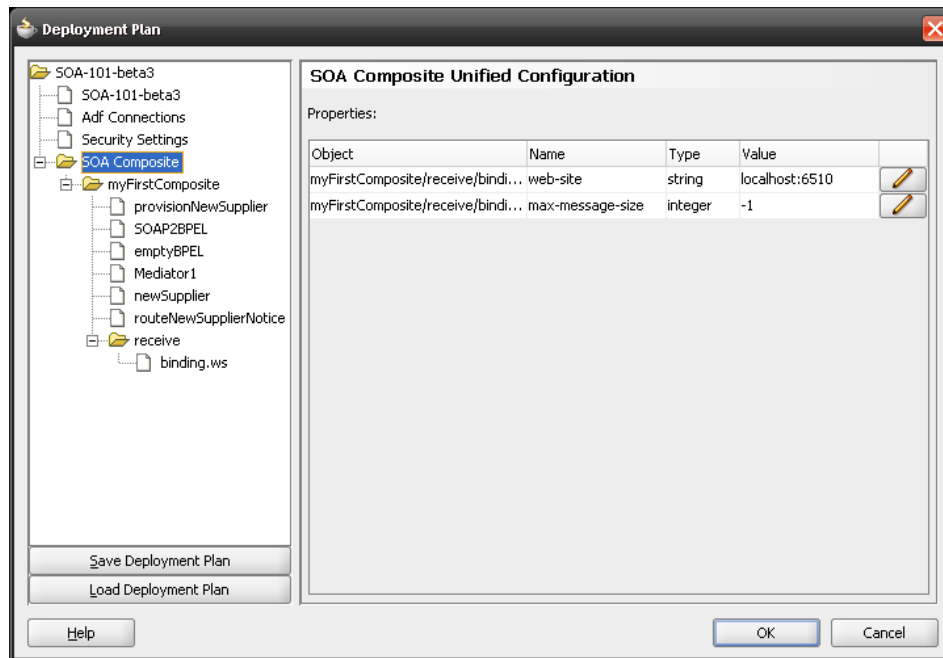 Deployment Plan
SOA-101-beta3
SOA-101-beta3
Adf Connections
Security Settings
SOA Composite
myFirstComposite
provisionNewSupplier
SOAP2BPEL
emptyBPEL
Mediator1
newSupplier
routeNewSupplierNotice
receive
binding.ws
Save Deployment Plan
Load Deployment Plan
SOA Composite Unified Configuration
Properties:
Object Name Type Value
myFirstComposite/receive/bindi... web-site string localhost:6510
myFirstComposite/receive/bindi... max-message-size integer -1
Help OK Cancel